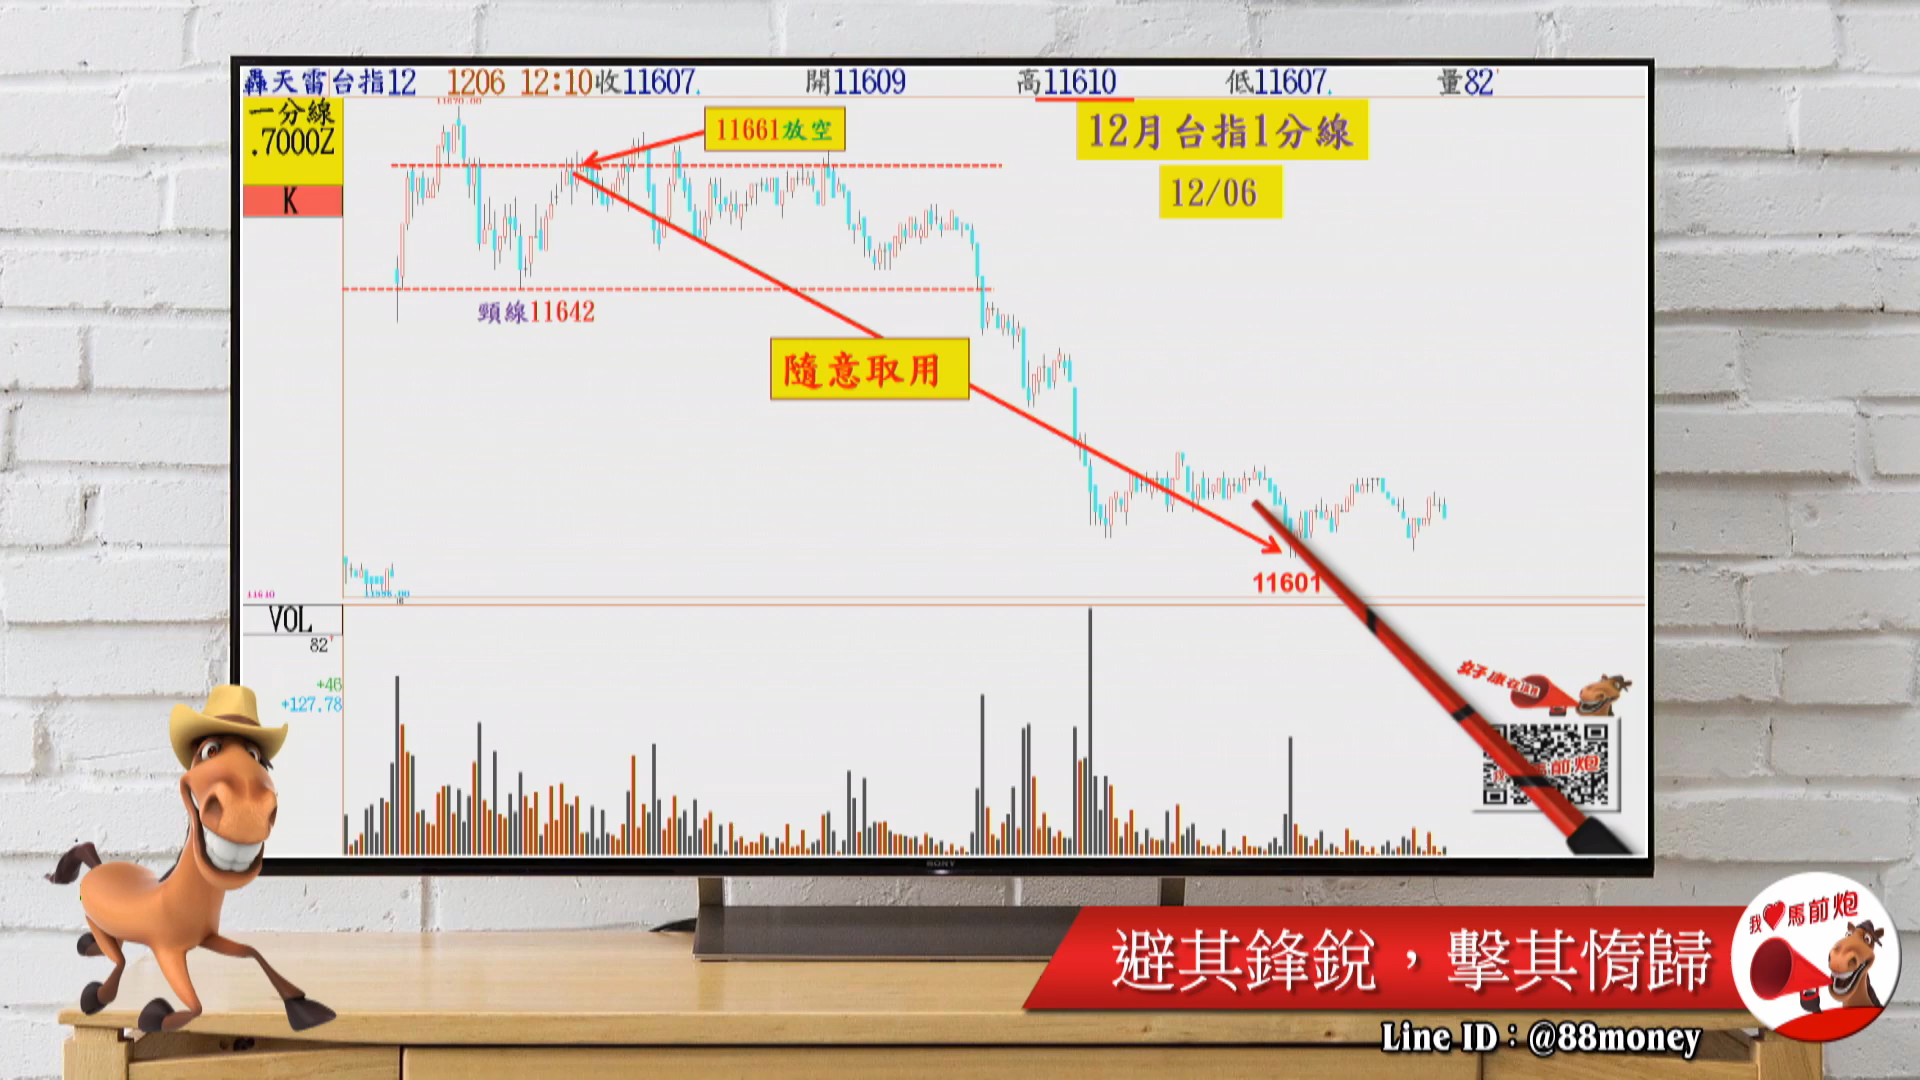 轟天雷台指12 1206 12:10收11607. 開11609 高11610 低11607. 量82'
一分線
.7000Z
K
11670.00
11661放空
12月台指1分線
12/06
頸線11642
隨意取用
11601
11610
VOL
82'
+46
+127.78
SONY
我 馬前炮
避其鋒銳，擊其惰歸
Line ID：@88money